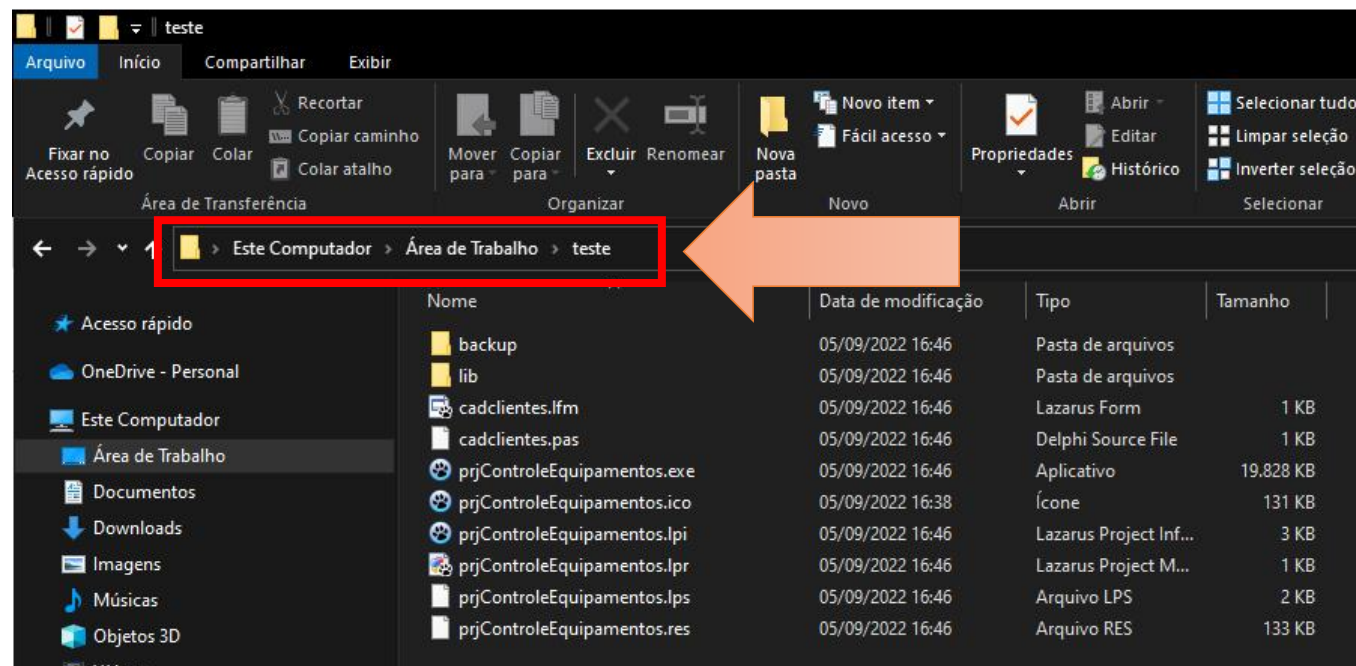 teste
Arquivo Início Compartilhar Exibir
Fixar no Acesso rápido Copiar Colar Recortar Copiar caminho Colar atalho
Mover para Copiar para Excluir Renomear
Nova pasta Novo item Fácil acesso
Propriedades Abrir Editar Histórico
Selecionar tudo Limpar seleção Inverter seleção
Área de Transferência Organizar Novo Abrir Selecionar
Este Computador > Área de Trabalho > teste
Nome Data de modificação Tipo Tamanho
Acesso rápido
OneDrive - Personal
Este Computador
Área de Trabalho
Documentos
Downloads
Imagens
Músicas
Objetos 3D
backup 05/09/2022 16:46 Pasta de arquivos
lib 05/09/2022 16:46 Pasta de arquivos
cadclientes.lfm 05/09/2022 16:46 Lazarus Form 1 KB
cadclientes.pas 05/09/2022 16:46 Delphi Source File 1 KB
prjControleEquipamentos.exe 05/09/2022 16:46 Aplicativo 19.828 KB
prjControleEquipamentos.ico 05/09/2022 16:38 Ícone 131 KB
prjControleEquipamentos.lpi 05/09/2022 16:46 Lazarus Project Inf... 3 KB
prjControleEquipamentos.lpr 05/09/2022 16:46 Lazarus Project M... 1 KB
prjControleEquipamentos.lps 05/09/2022 16:46 Arquivo LPS 2 KB
prjControleEquipamentos.res 05/09/2022 16:46 Arquivo RES 133 KB